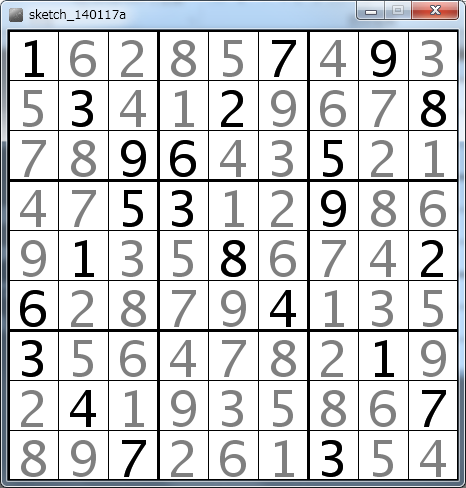 sketch_140117a
1 6 2 8 5 7 4 9 3
5 3 4 1 2 9 6 7 8
7 8 9 6 4 3 5 2 1
4 7 5 3 1 2 9 8 6
9 1 3 5 8 6 7 4 2
6 2 8 7 9 4 1 3 5
3 5 6 4 7 8 2 1 9
2 4 1 9 3 5 8 6 7
8 9 7 2 6 1 3 5 4